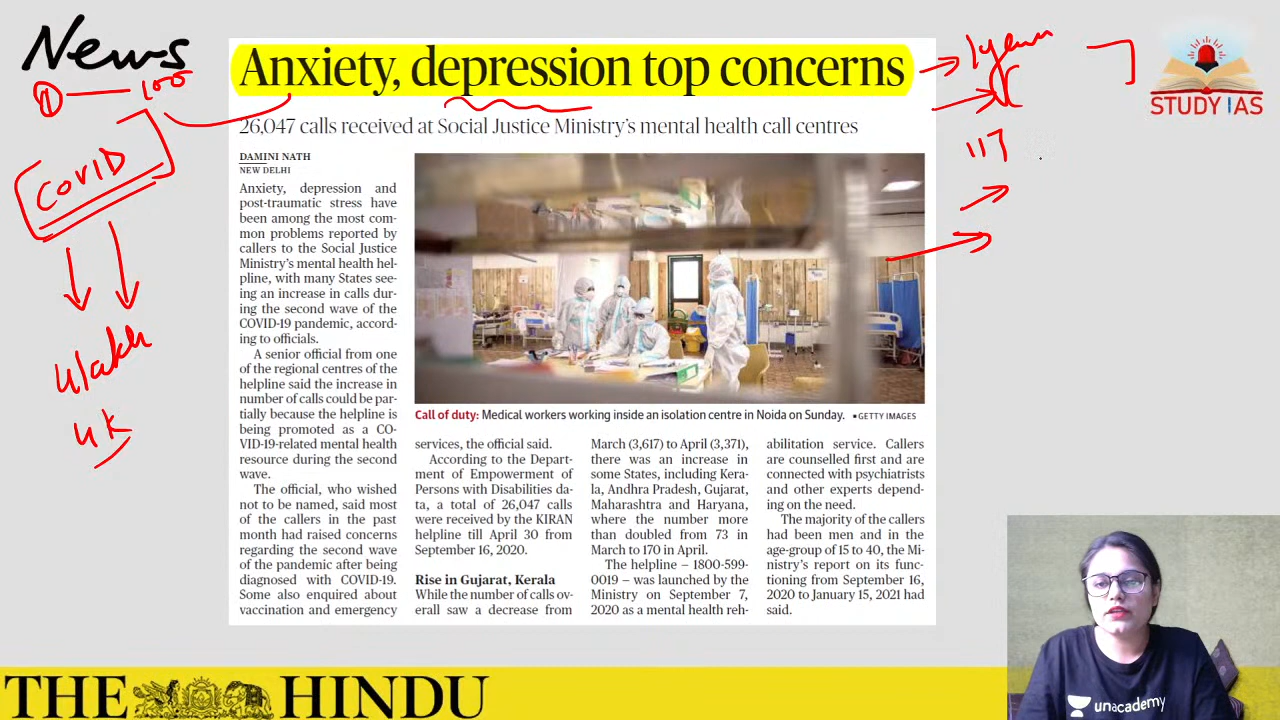 News
① 100
COVID
4 lakh
4K
Anxiety, depression top concerns
26,047 calls received at Social Justice Ministry's mental health call centres
DAMINI NATH
NEW DELHI
Anxiety, depression and
post-traumatic stress have
been among the most com-
mon problems reported by
callers to the Social Justice
Ministry's mental health hel-
pline, with many States see-
ing an increase in calls dur-
ing the second wave of the
COVID-19 pandemic, accord-
ing to officials.
A senior official from one
of the regional centres of the
helpline said the increase in
number of calls could be par-
tially because the helpline is
being promoted as a CO-
VID-19-related mental health
resource during the second
wave.
The official, who wished
not to be named, said most
of the callers in the past
month had raised concerns
regarding the second wave
of the pandemic after being
diagnosed with COVID-19.
Some also enquired about
vaccination and emergency
Call of duty: Medical workers working inside an isolation centre in Noida on Sunday. ▪GETTY IMAGES
services, the official said.
According to the Depart-
ment of Empowerment of
Persons with Disabilities da-
ta, a total of 26,047 calls
were received by the KIRAN
helpline till April 30 from
September 16, 2020.
Rise in Gujarat, Kerala
While the number of calls ov-
erall saw a decrease from
March (3,617) to April (3,371),
there was an increase in
some States, including Kera-
la, Andhra Pradesh, Gujarat,
Maharashtra and Haryana,
where the number more
than doubled from 73 in
March to 170 in April.
The helpline – 1800-599-
0019 – was launched by the
Ministry on September 7,
2020 as a mental health reh-
abilitation service. Callers
are counselled first and are
connected with psychiatrists
and other experts depend-
ing on the need.
The majority of the callers
had been men and in the
age-group of 15 to 40, the Mi-
nistry's report on its func-
tioning from September 16,
2020 to January 15, 2021 had
said.
1 year
117
STUDY IAS
unacademy
THE HINDU